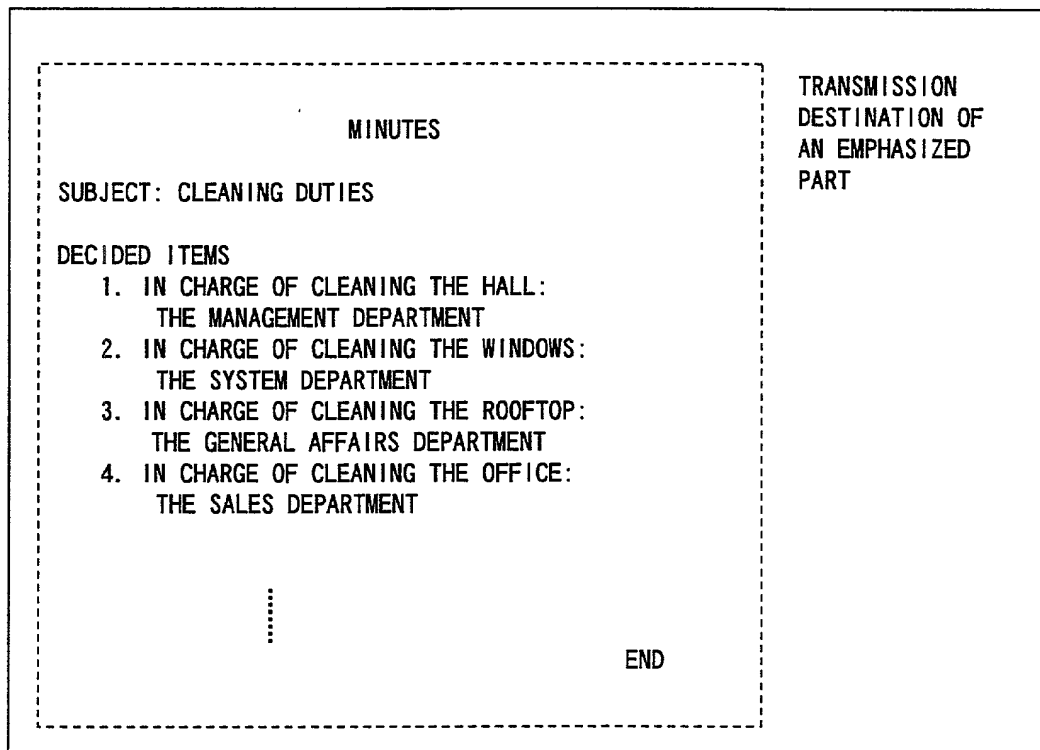 MINUTES
SUBJECT: CLEANING DUTIES
DECIDED ITEMS
1. IN CHARGE OF CLEANING THE HALL:
THE MANAGEMENT DEPARTMENT
2. IN CHARGE OF CLEANING THE WINDOWS:
THE SYSTEM DEPARTMENT
3. IN CHARGE OF CLEANING THE ROOFTOP:
THE GENERAL AFFAIRS DEPARTMENT
4. IN CHARGE OF CLEANING THE OFFICE:
THE SALES DEPARTMENT
END
TRANSMISSION
DESTINATION OF
AN EMPHASIZED
PART